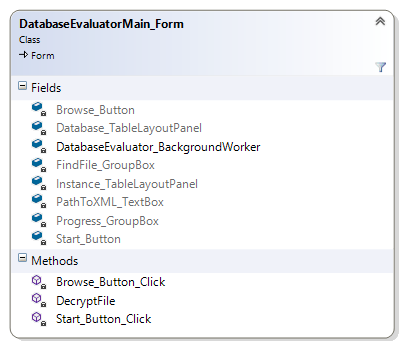 DatabaseEvaluatorMain_Form
Class
Form
Fields
Browse_Button
Database_TableLayoutPanel
DatabaseEvaluator_BackgroundWorker
FindFile_GroupBox
Instance_TableLayoutPanel
PathToXML_TextBox
Progress_GroupBox
Start_Button
Methods
Browse_Button_Click
DecryptFile
Start_Button_Click